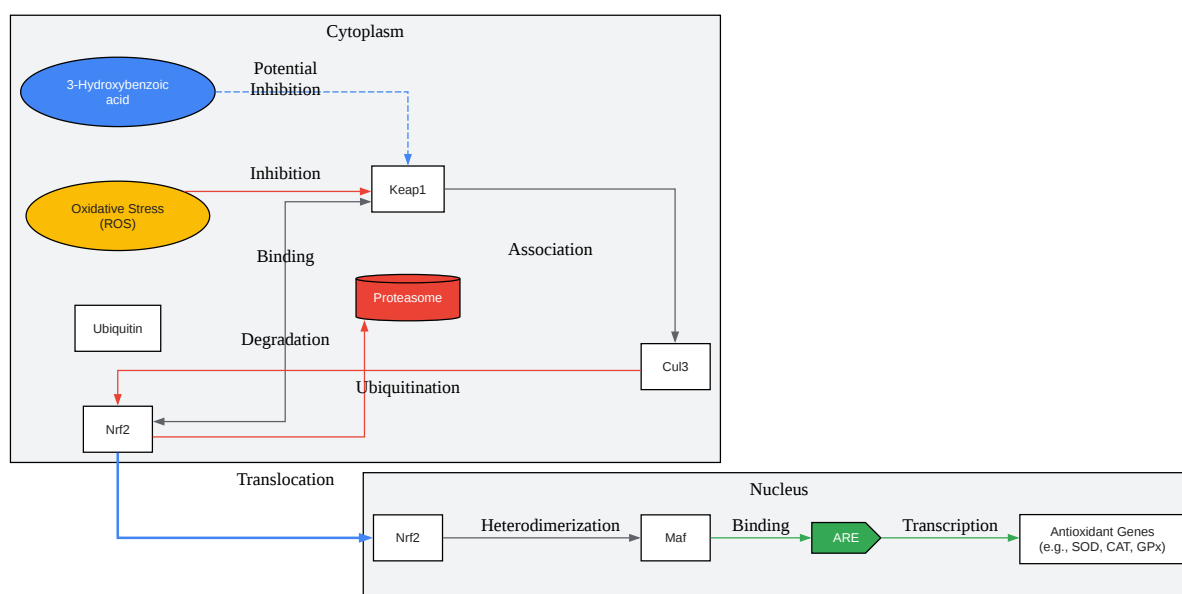 Cytoplasm
3-Hydroxybenzoic
acid
Potential
Inhibition
Inhibition
Keap1
Oxidative Stress
(ROS)
Binding
Association
Proteasome
Ubiquitin
Degradation
Cul3
Ubiquitination
Nrf2
Translocation
Nucleus
Nrf2
Heterodimerization
Maf
Binding
ARE
Transcription
Antioxidant Genes
(e.g., SOD, CAT, GPx)